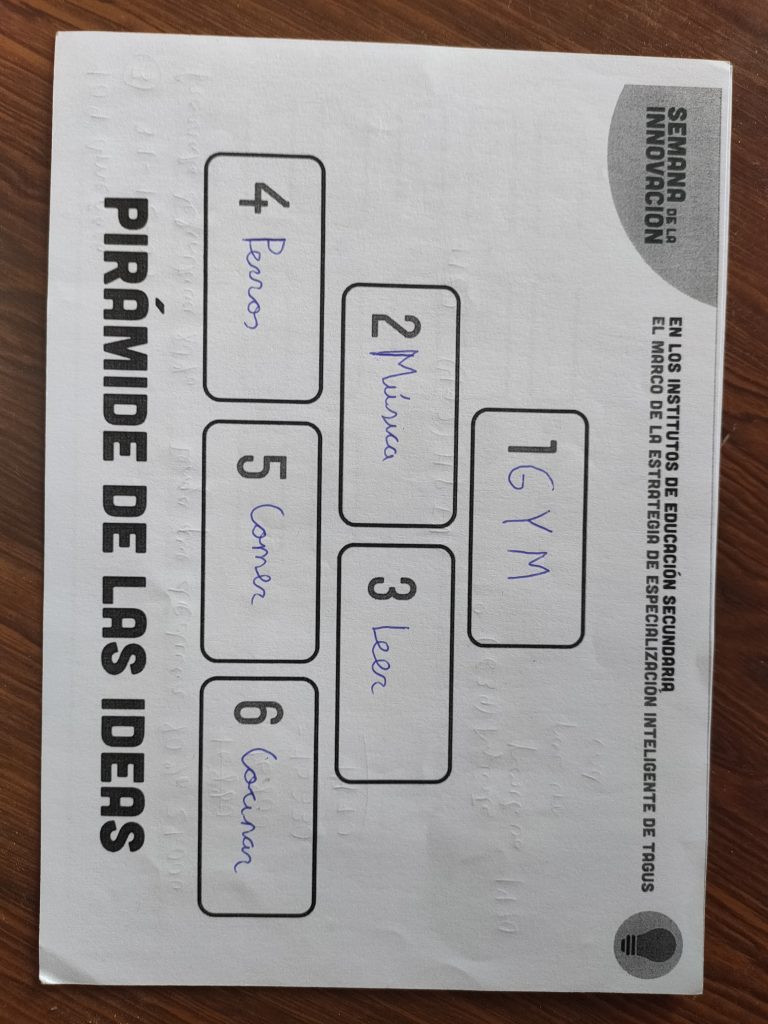 SEMANA DE LA
INNOVACIÓN
EN LOS INSTITUTOS DE EDUCACIÓN SECUNDARIA
EL MARCO DE LA ESTRATEGIA DE ESPECIALIZACIÓN INTELIGENTE DE TAGUS
1 GYM
2 Música
3 Leer
4 Perros
5 Comer
6 Cocinar
PIRÁMIDE DE LAS IDEAS